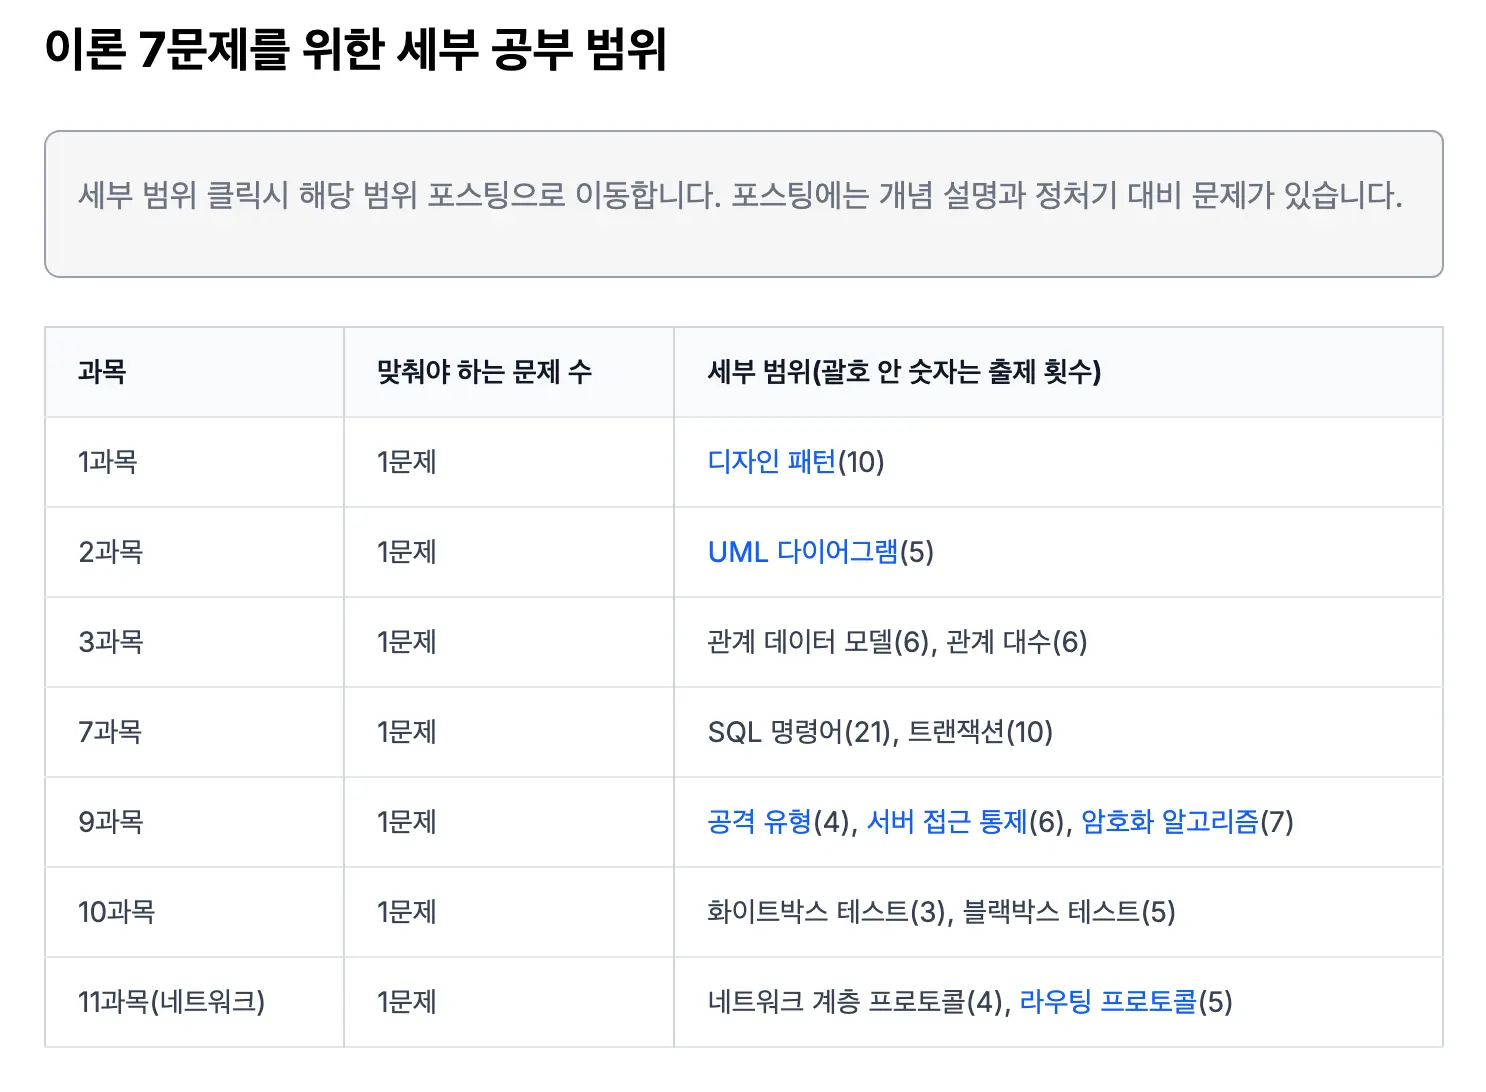 이론 7문제를 위한 세부 공부 범위
세부 범위 클릭시 해당 범위 포스팅으로 이동합니다. 포스팅에는 개념 설명과 정처기 대비 문제가 있습니다.
과목 맞춰야 하는 문제 수 세부 범위(괄호 안 숫자는 출제 횟수)
1과목 1문제 디자인 패턴(10)
2과목 1문제 UML 다이어그램(5)
3과목 1문제 관계 데이터 모델(6), 관계 대수(6)
7과목 1문제 SQL 명령어(21), 트랜잭션(10)
9과목 1문제 공격 유형(4), 서버 접근 통제(6), 암호화 알고리즘(7)
10과목 1문제 화이트박스 테스트(3), 블랙박스 테스트(5)
11과목(네트워크) 1문제 네트워크 계층 프로토콜(4), 라우팅 프로토콜(5)